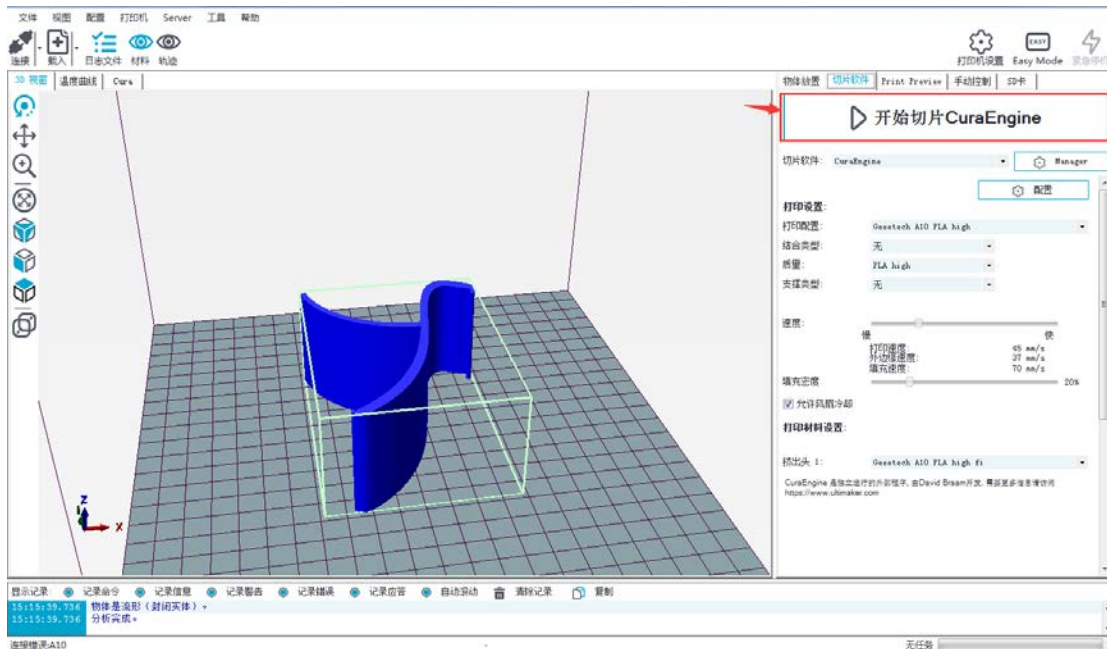 文件 视图 配置 打印机 Server 工具 帮助
连接 载入 日志文件 材料 轨迹 打印机设置 Easy Mode 紧急停机
EASY
3D 视窗 温度曲线 Cura
物体放置 切片软件 Print Preview 手动控制 SD卡
开始切片CuraEngine
切片软件: CuraEngine Manager
配置
打印设置:
打印配置: Geeetech A10 PLA high
结合类型: 无
质量: PLA high
支撑类型: 无
速度:
慢 快
打印速度: 45 mm/s
外边缘速度: 37 mm/s
填充速度: 70 mm/s
填充密度 20%
允许风扇冷却
打印材料设置:
挤出头 1: Geeetech A10 PLA high fi
CuraEngine 是独立运行的外部程序, 由David Braam开发, 需要更多信息请访问
https://www.ultimaker.com
Z
X
显示记录: 记录命令 记录信息 记录警告 记录错误 记录应答 自动滚动 清除记录 复制
15:15:39.736 物体是流形（封闭实体）。
15:15:39.736 分析完成。
连接错误:A10 - 无任务